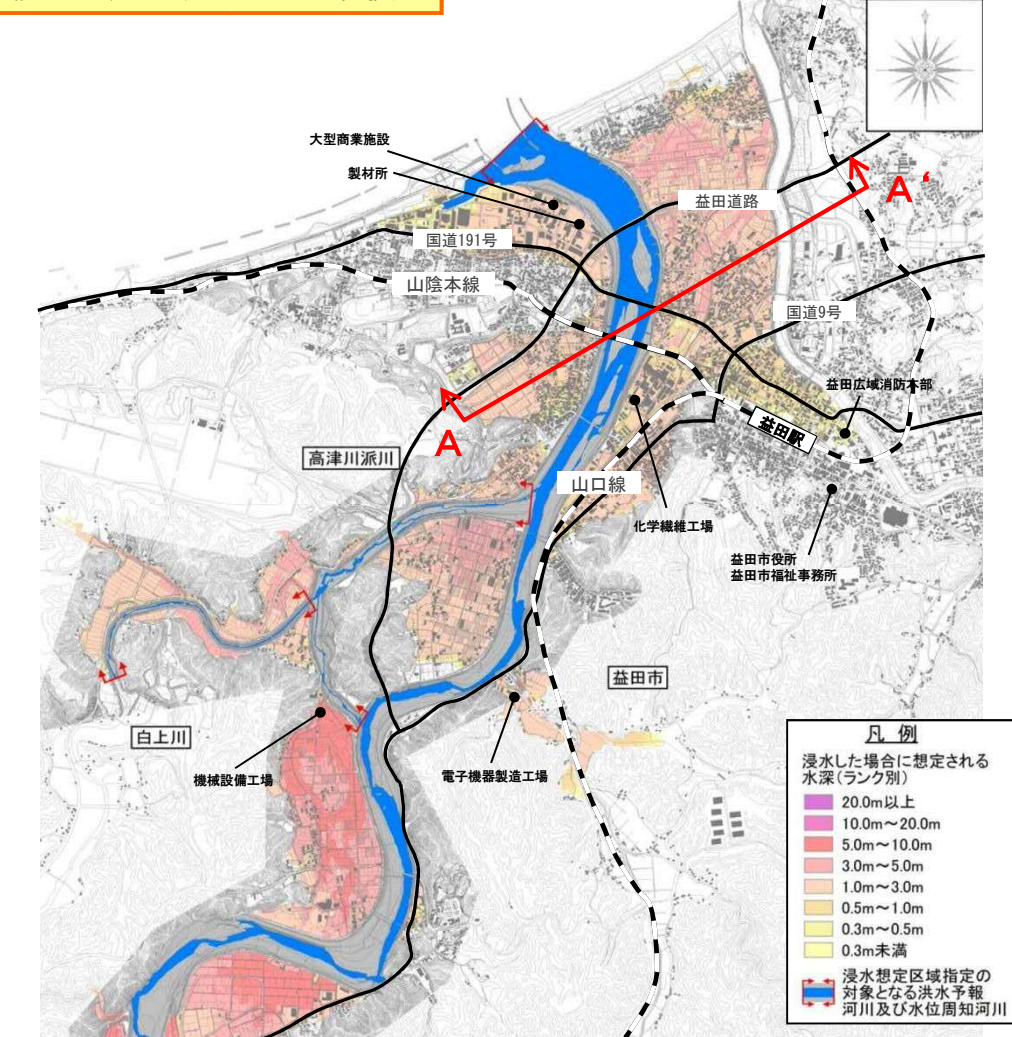 大型商業施設
製材所
益田道路
A'
国道191号
山陰本線
国道9号
益田広域消防本部
益田駅
A
高津川派川
山口線
化学繊維工場
益田市役所
益田市福祉事務所
益田市
白上川
機械設備工場
電子機器製造工場
凡 例
浸水した場合に想定される
水深(ランク別)
20.0m以上
10.0m～20.0m
5.0m～10.0m
3.0m～5.0m
1.0m～3.0m
0.5m～1.0m
0.3m～0.5m
0.3m未満
浸水想定区域指定の
対象となる洪水予報
河川及び水位周知河川